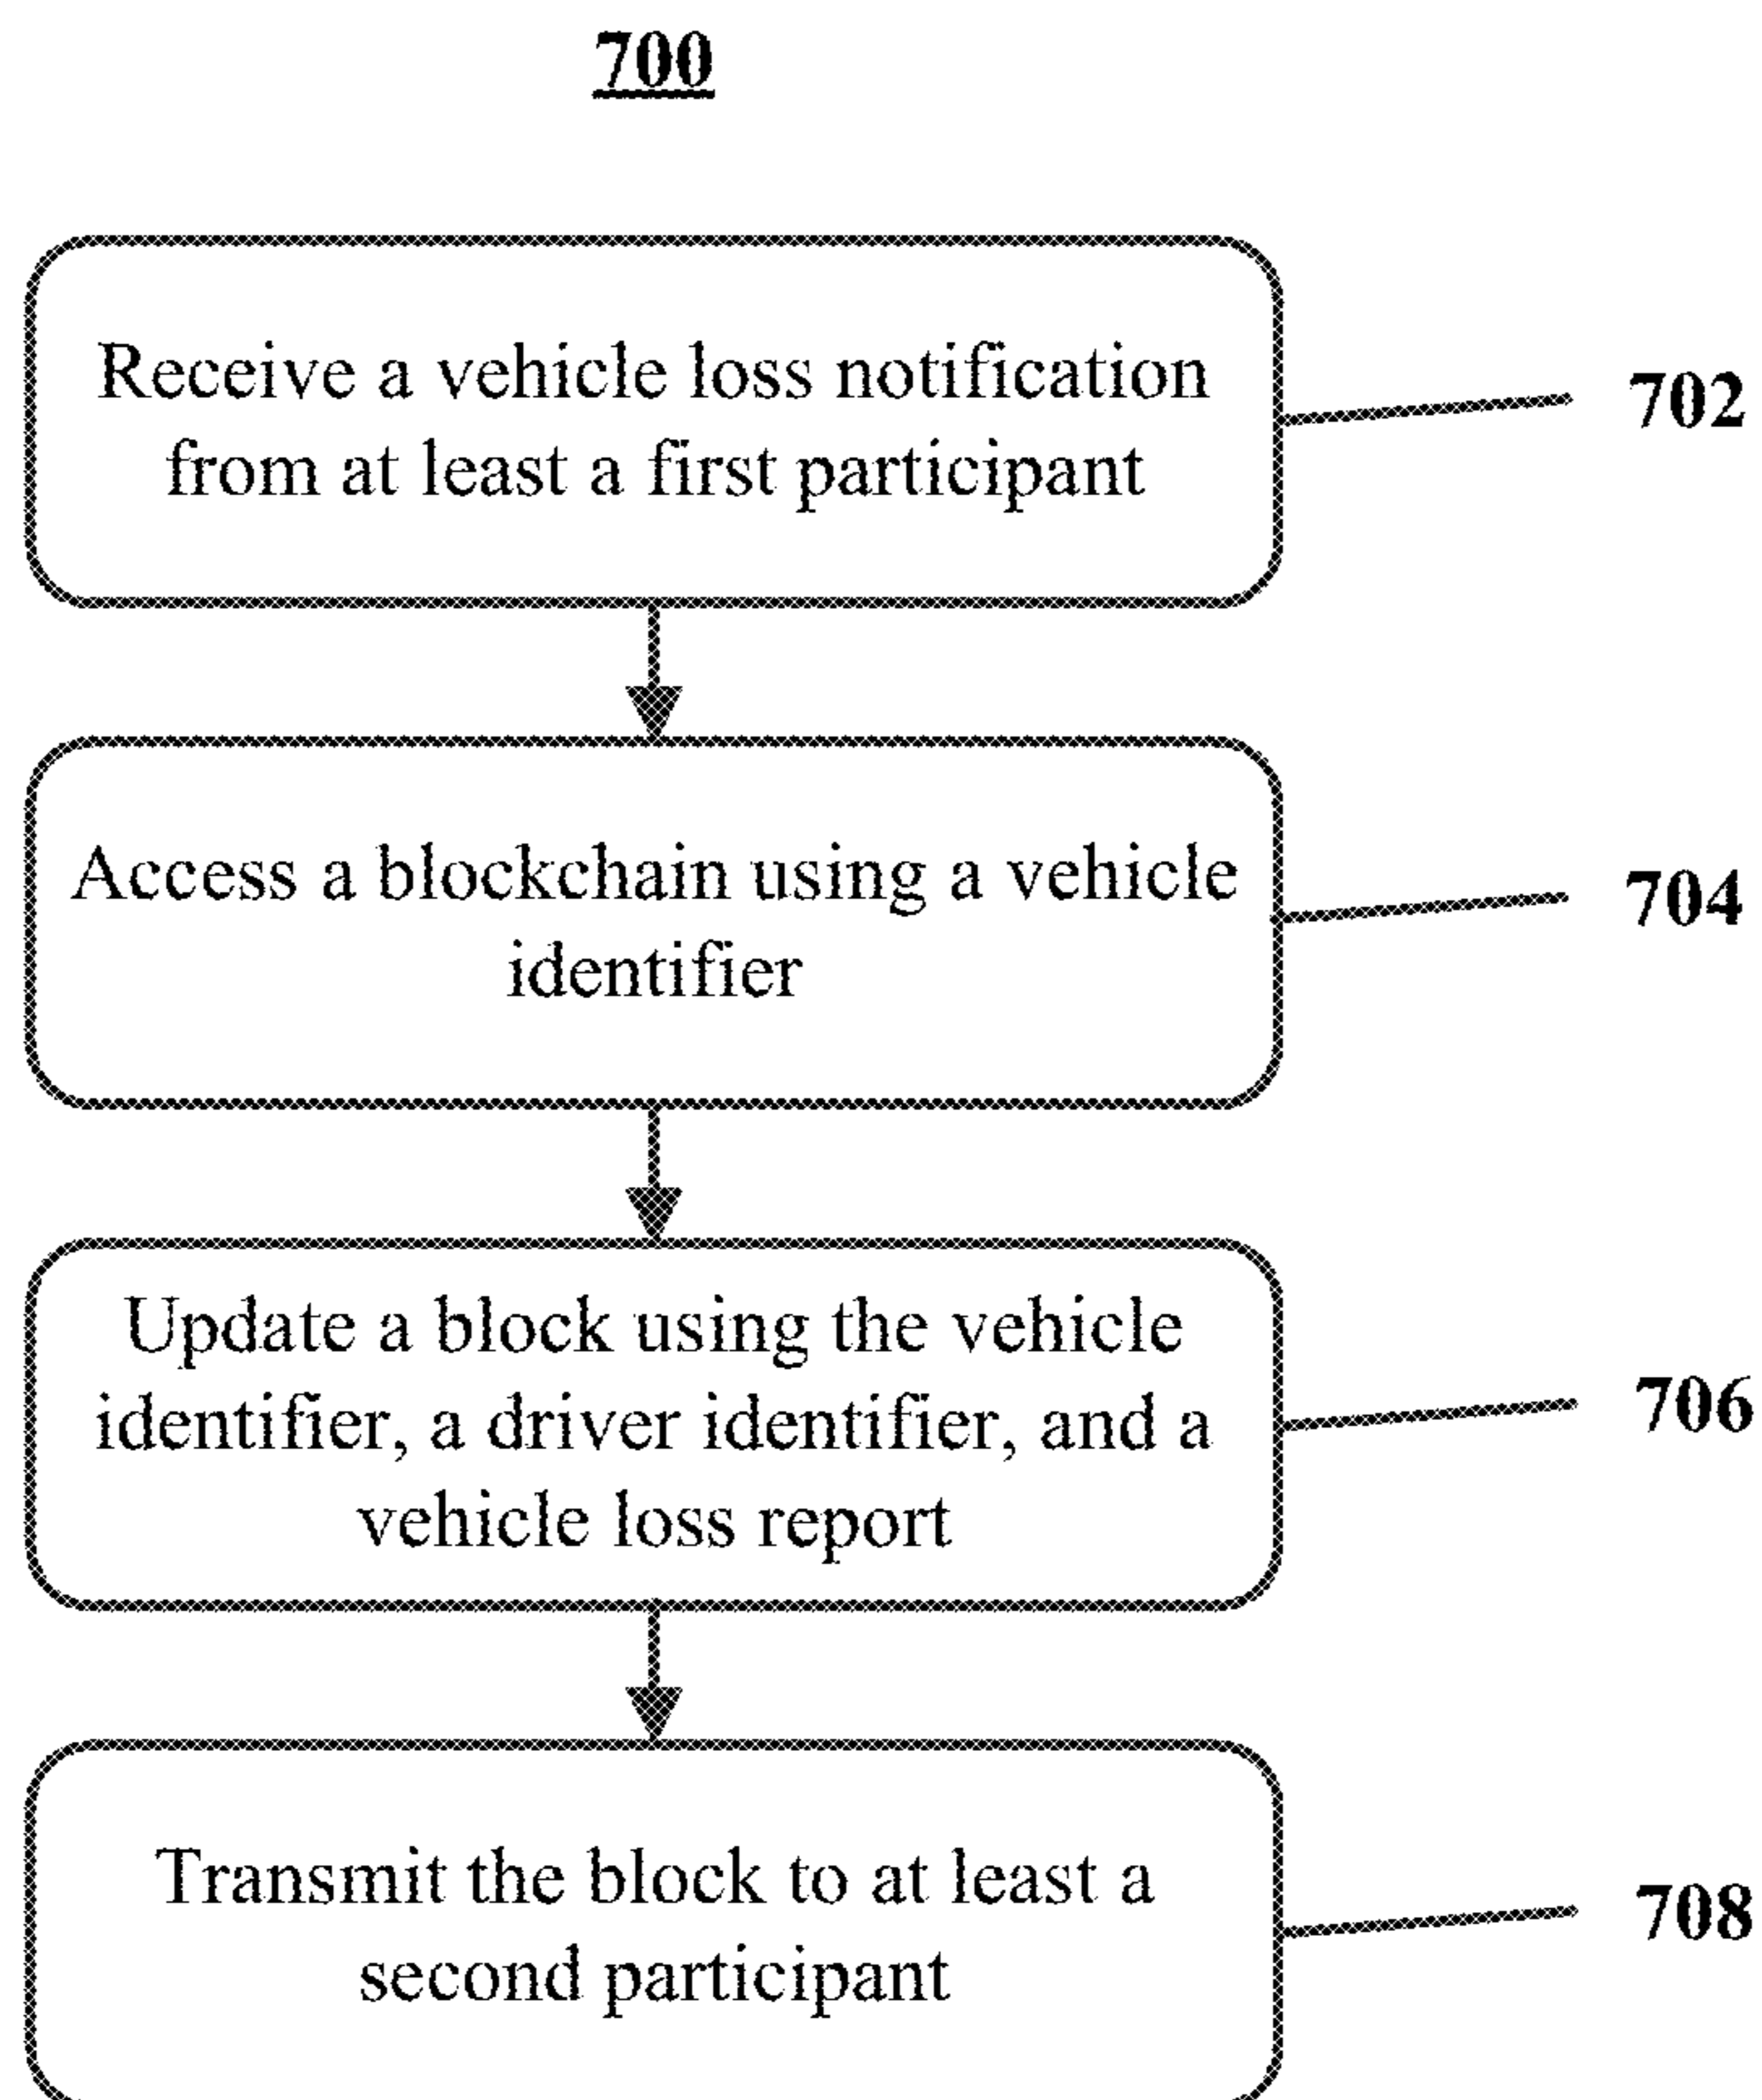 700
Receive a vehicle loss notification
from at least a first participant
702
Access a blockchain using a vehicle
identifier
704
Update a block using the vehicle
identifier, a driver identifier, and a
vehicle loss report
706
Transmit the block to at least a
second participant
708